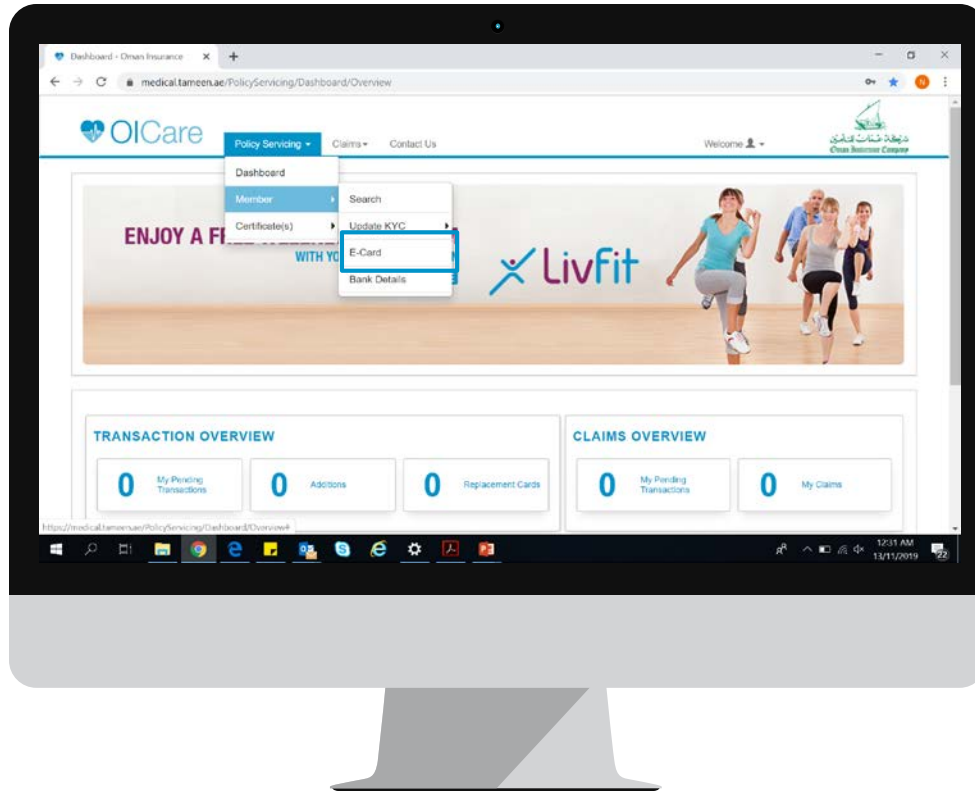 Dashboard - Oman Insurance
medical.tameen.ae/PolicyServicing/Dashboard/Overview
N
OICare
Policy Servicing
Claims
Contact Us
Welcome
Oman Insurance Company
Dashboard
Member
Certificate(s)
Search
Update KYC
E-Card
Bank Details
ENJOY A
WITH
LivFit
TRANSACTION OVERVIEW
0 My Pending Transactions
0 Additions
0 Replacement Cards
CLAIMS OVERVIEW
0 My Pending Transactions
0 My Claims
https://medical.tameen.ae/PolicyServicing/Dashboard/Overview#
12:31 AM
13/11/2019
22